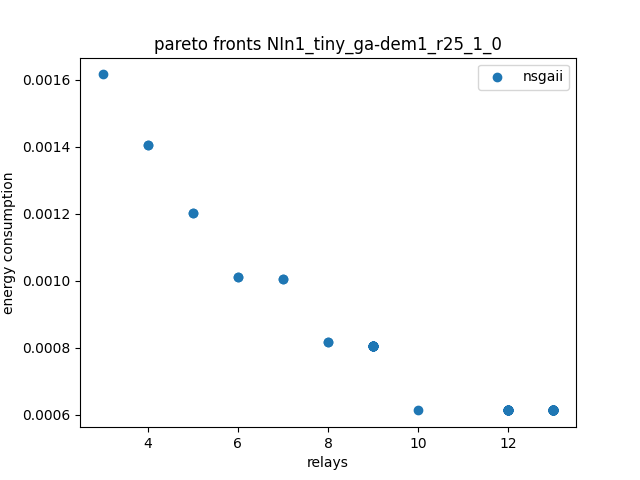 pareto fronts NIn1_tiny_ga-dem1_r25_1_0
nsgaii
0.0016
0.0014
0.0012
0.0010
0.0008
0.0006
energy consumption
4 6 8 10 12
relays